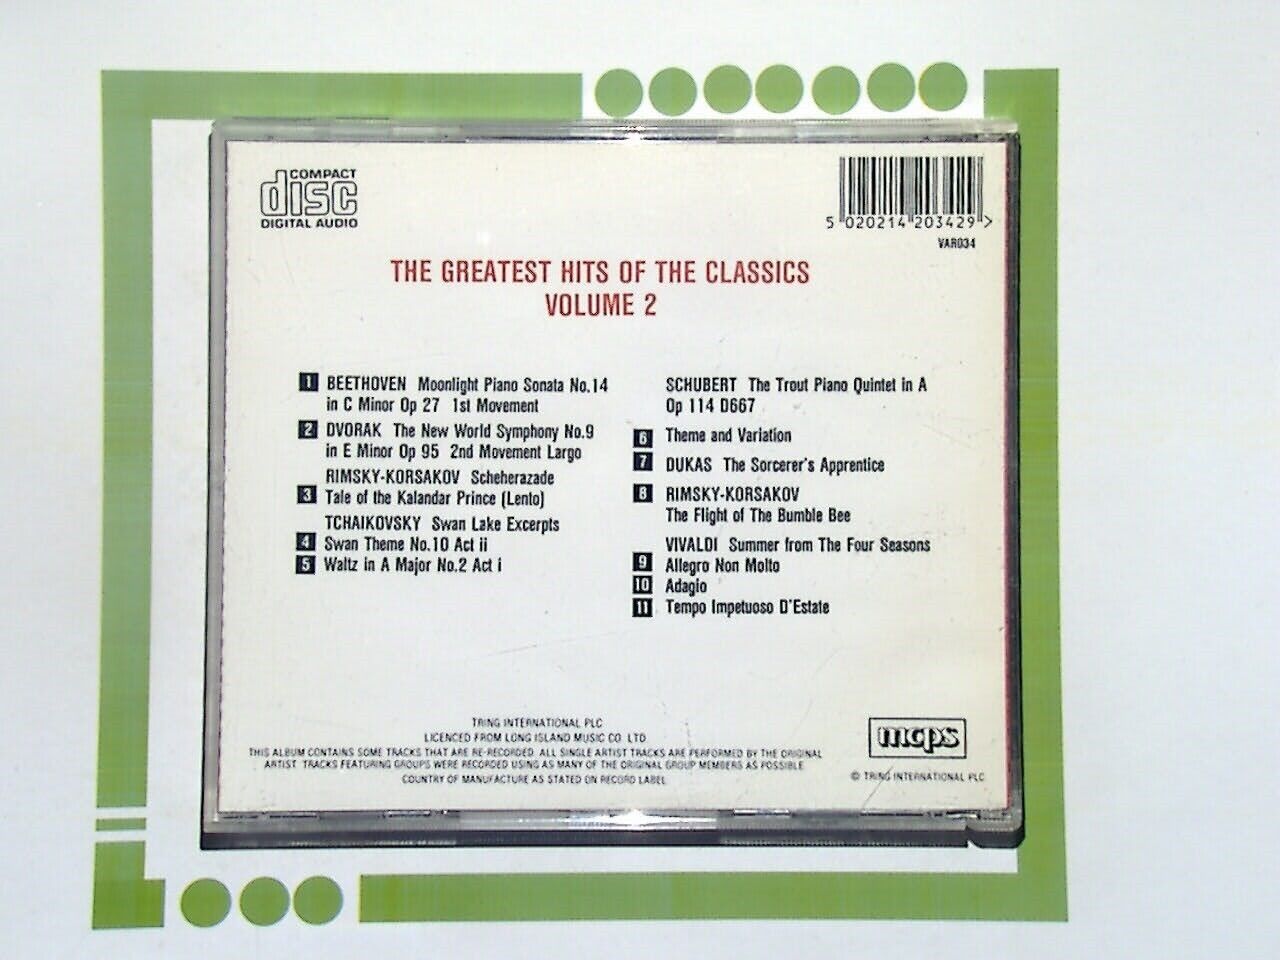 COMPACT
disc
DIGITAL AUDIO
5 020214 203429 >
VAR034
THE GREATEST HITS OF THE CLASSICS
VOLUME 2
1 BEETHOVEN Moonlight Piano Sonata No.14
in C Minor Op 27 1st Movement
2 DVORAK The New World Symphony No.9
in E Minor Op 95 2nd Movement Largo
RIMSKY-KORSAKOV Scheherazade
3 Tale of the Kalandar Prince (Lento)
TCHAIKOVSKY Swan Lake Excerpts
4 Swan Theme No.10 Act ii
5 Waltz in A Major No.2 Act i
SCHUBERT The Trout Piano Quintet in A
Op 114 D667
6 Theme and Variation
7 DUKAS The Sorcerer's Apprentice
8 RIMSKY-KORSAKOV
The Flight of The Bumble Bee
VIVALDI Summer from The Four Seasons
9 Allegro Non Molto
10 Adagio
11 Tempo Impetuoso D'Estate
TRING INTERNATIONAL PLC
LICENCED FROM LONG ISLAND MUSIC CO. LTD.
THIS ALBUM CONTAINS SOME TRACKS THAT ARE RE-RECORDED. ALL SINGLE ARTIST TRACKS ARE PERFORMED BY THE ORIGINAL
ARTIST. TRACKS FEATURING GROUPS WERE RECORDED USING AS MANY OF THE ORIGINAL GROUP MEMBERS AS POSSIBLE.
COUNTRY OF MANUFACTURE AS STATED ON RECORD LABEL
mcps
© TRING INTERNATIONAL PLC